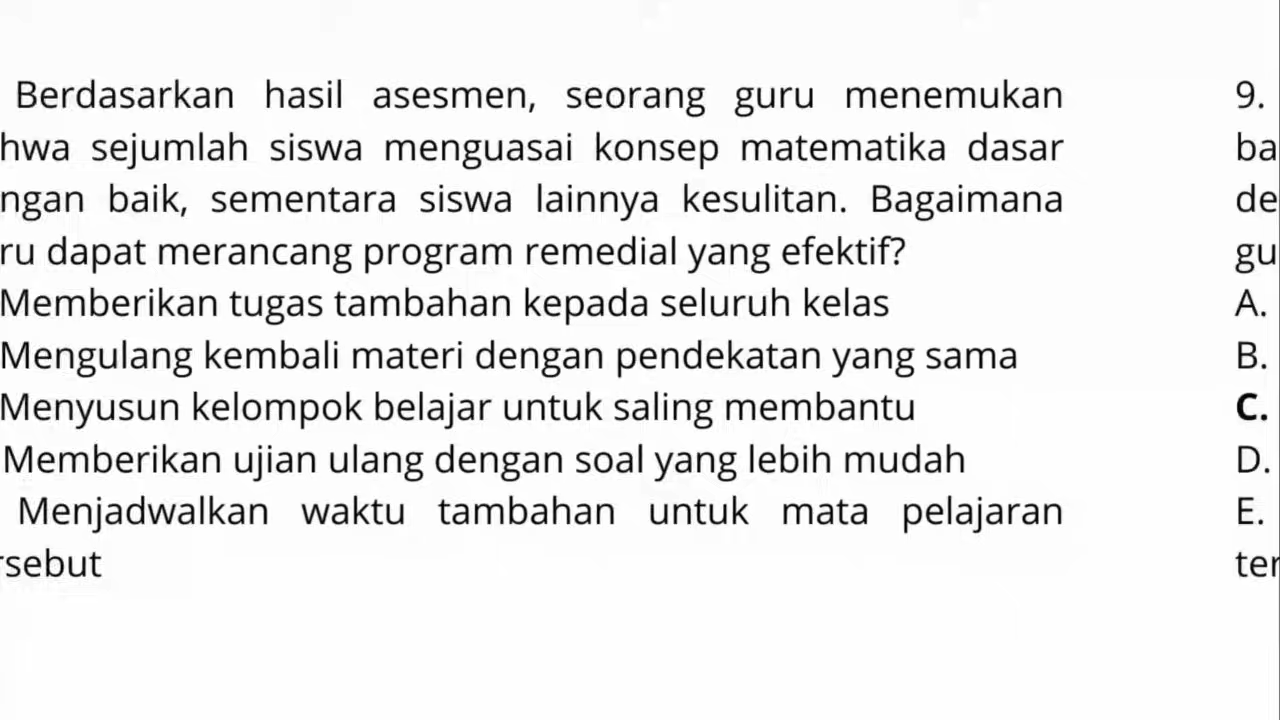 Berdasarkan hasil asesmen, seorang guru menemukan
hwa sejumlah siswa menguasai konsep matematika dasar
ngan baik, sementara siswa lainnya kesulitan. Bagaimana
ru dapat merancang program remedial yang efektif?
Memberikan tugas tambahan kepada seluruh kelas
Mengulang kembali materi dengan pendekatan yang sama
Menyusun kelompok belajar untuk saling membantu
Memberikan ujian ulang dengan soal yang lebih mudah
Menjadwalkan waktu tambahan untuk mata pelajaran
rsebut
9.
ba
de
gu
A.
B.
C.
D.
E.
ter